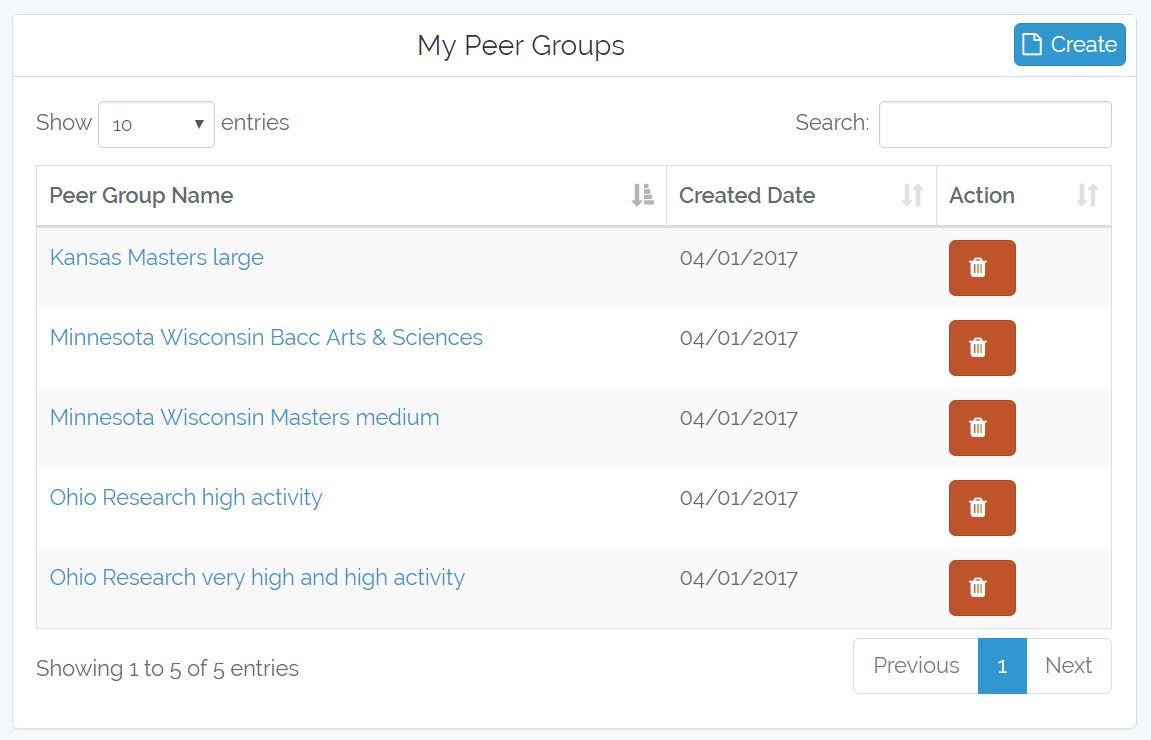 My Peer Groups
Create
Show 10 entries
Search:
Peer Group Name Created Date Action
Kansas Masters large 04/01/2017
Minnesota Wisconsin Bacc Arts & Sciences 04/01/2017
Minnesota Wisconsin Masters medium 04/01/2017
Ohio Research high activity 04/01/2017
Ohio Research very high and high activity 04/01/2017
Showing 1 to 5 of 5 entries
Previous 1 Next